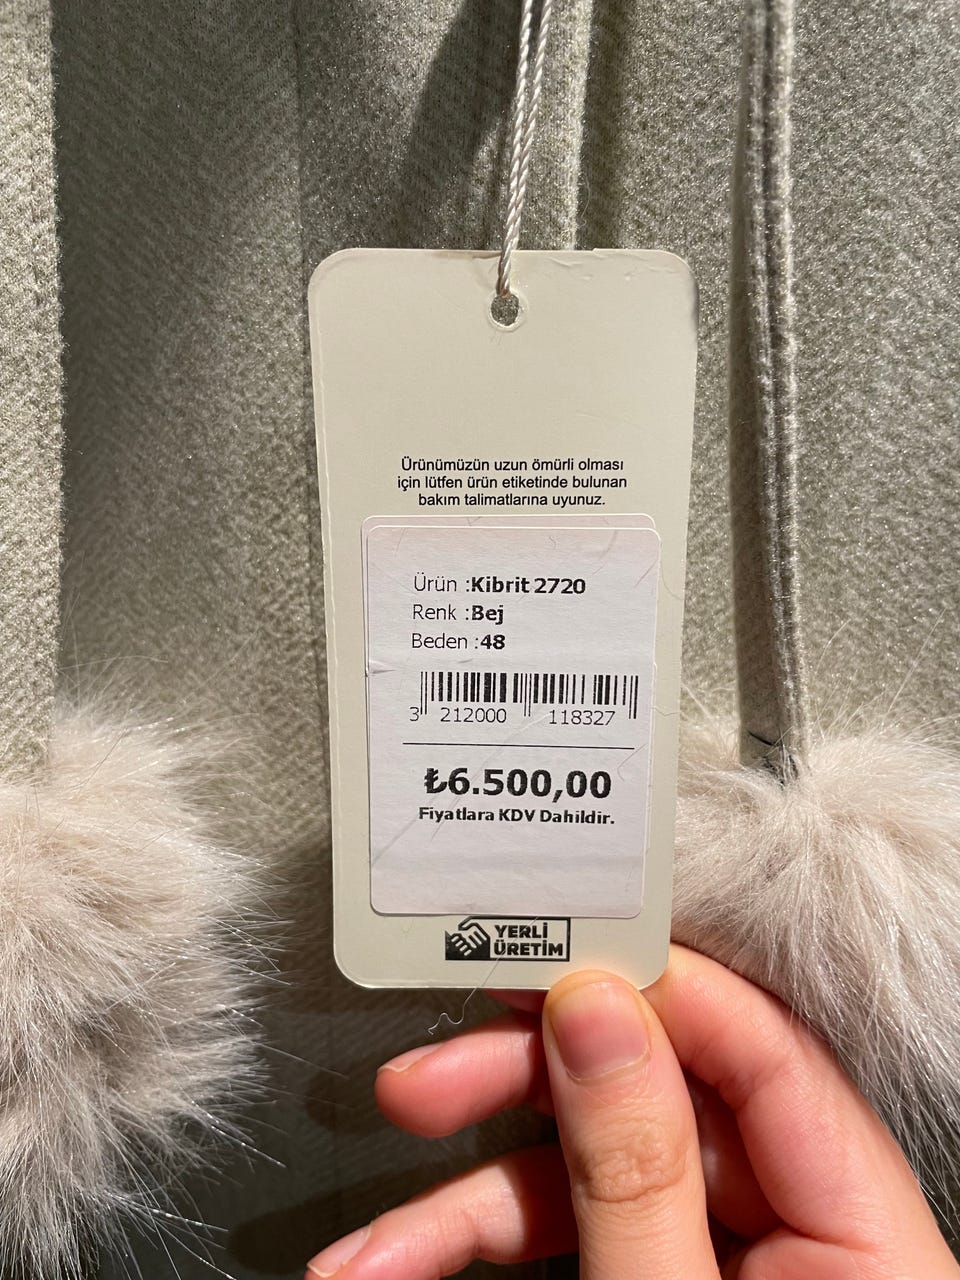 Ürünümüzün uzun ömürli olması
için lütfen ürün etiketinde bulunan
bakım talimatlarına uyunuz.
Ürün :Kibrit 2720
Renk :Bej
Beden :48
3 212000 118327
₺6.500,00
Fiyatlara KDV Dahildir.
YERLİ
ÜRETİM